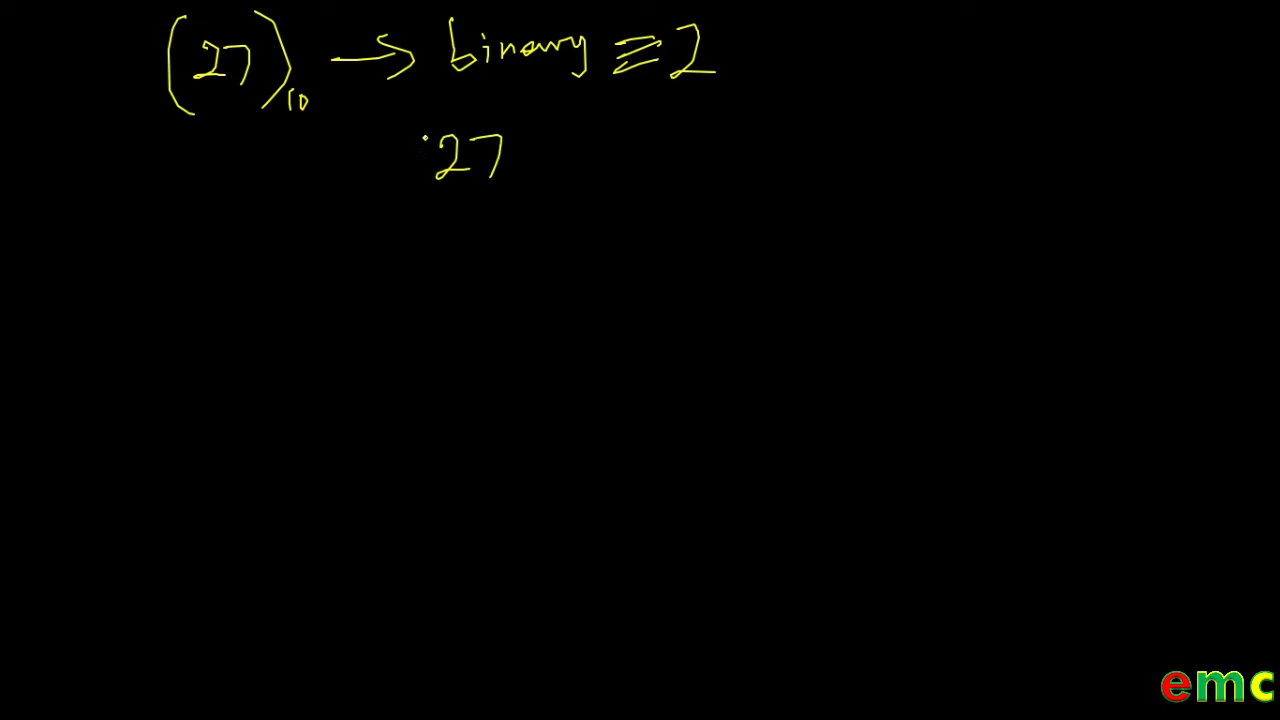 (27)10 → binary ≡ 2
27
emc